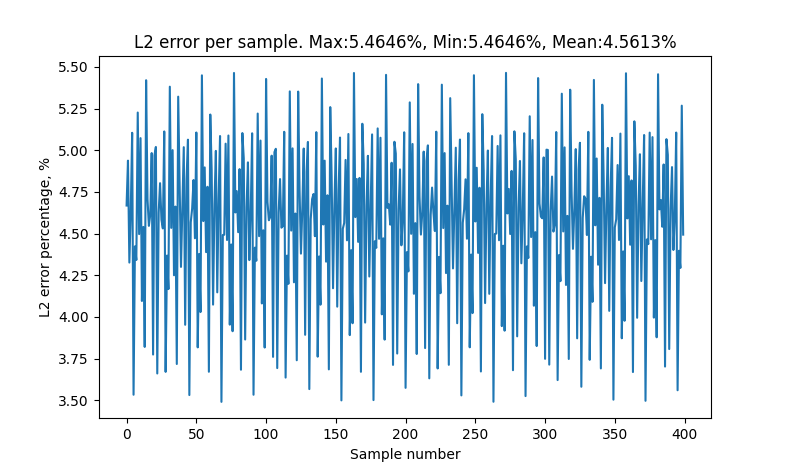 L2 error per sample. Max:5.4646%, Min:5.4646%, Mean:4.5613%
L2 error percentage, %
5.50
5.25
5.00
4.75
4.50
4.25
4.00
3.75
3.50
0 50 100 150 200 250 300 350 400
Sample number